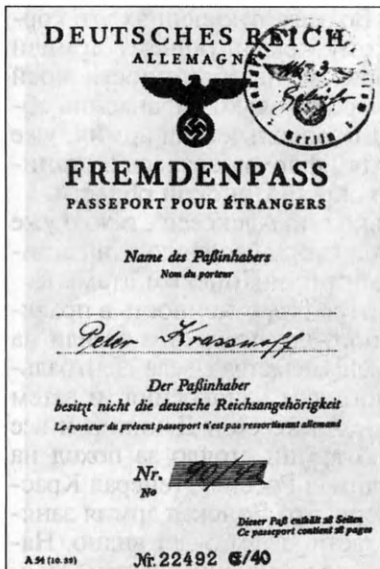 DEUTSCHES REICH
ALLEMAGNE
FREMDENPASS
PASSEPORT POUR ÉTRANGERS
Name des Paßinhabers
Nom du porteur
Peter Krassnoff
Der Paßinhaber
besitzt nicht die deutsche Reichsangehörigkeit
Le porteur du présent passeport n'est pas ressortissant allemand
Nr.
No
Dieser Paß enthält 32 Seiten
Ce passeport contient 32 pages
A 54 (10. 39)
Nr. 22492 G/40
Berlin